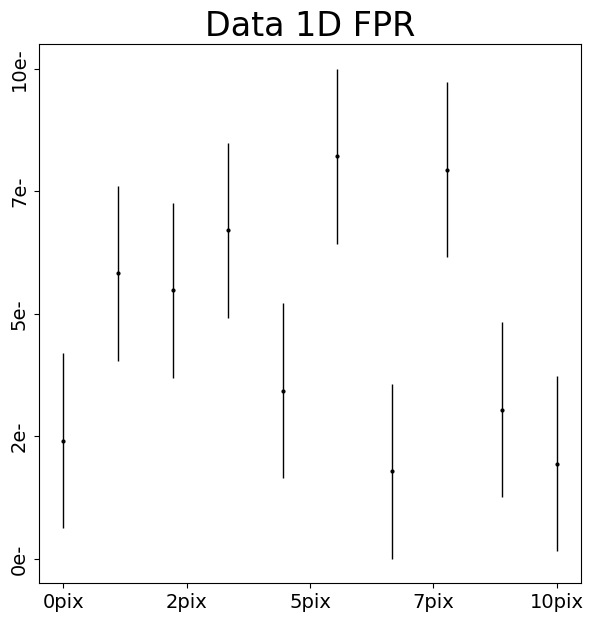 Data 1D FPR
10e-
7e-
5e-
2e-
0e-
0pix 2pix 5pix 7pix 10pix